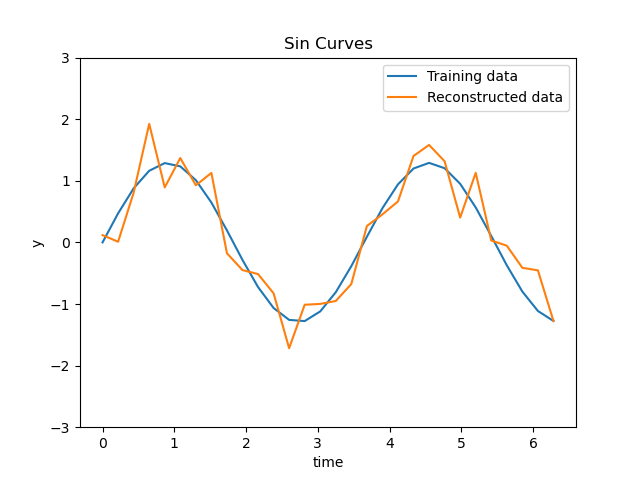 Sin Curves
Training data
Reconstructed data
3
2
1
0
−1
−2
−3
y
0 1 2 3 4 5 6
time